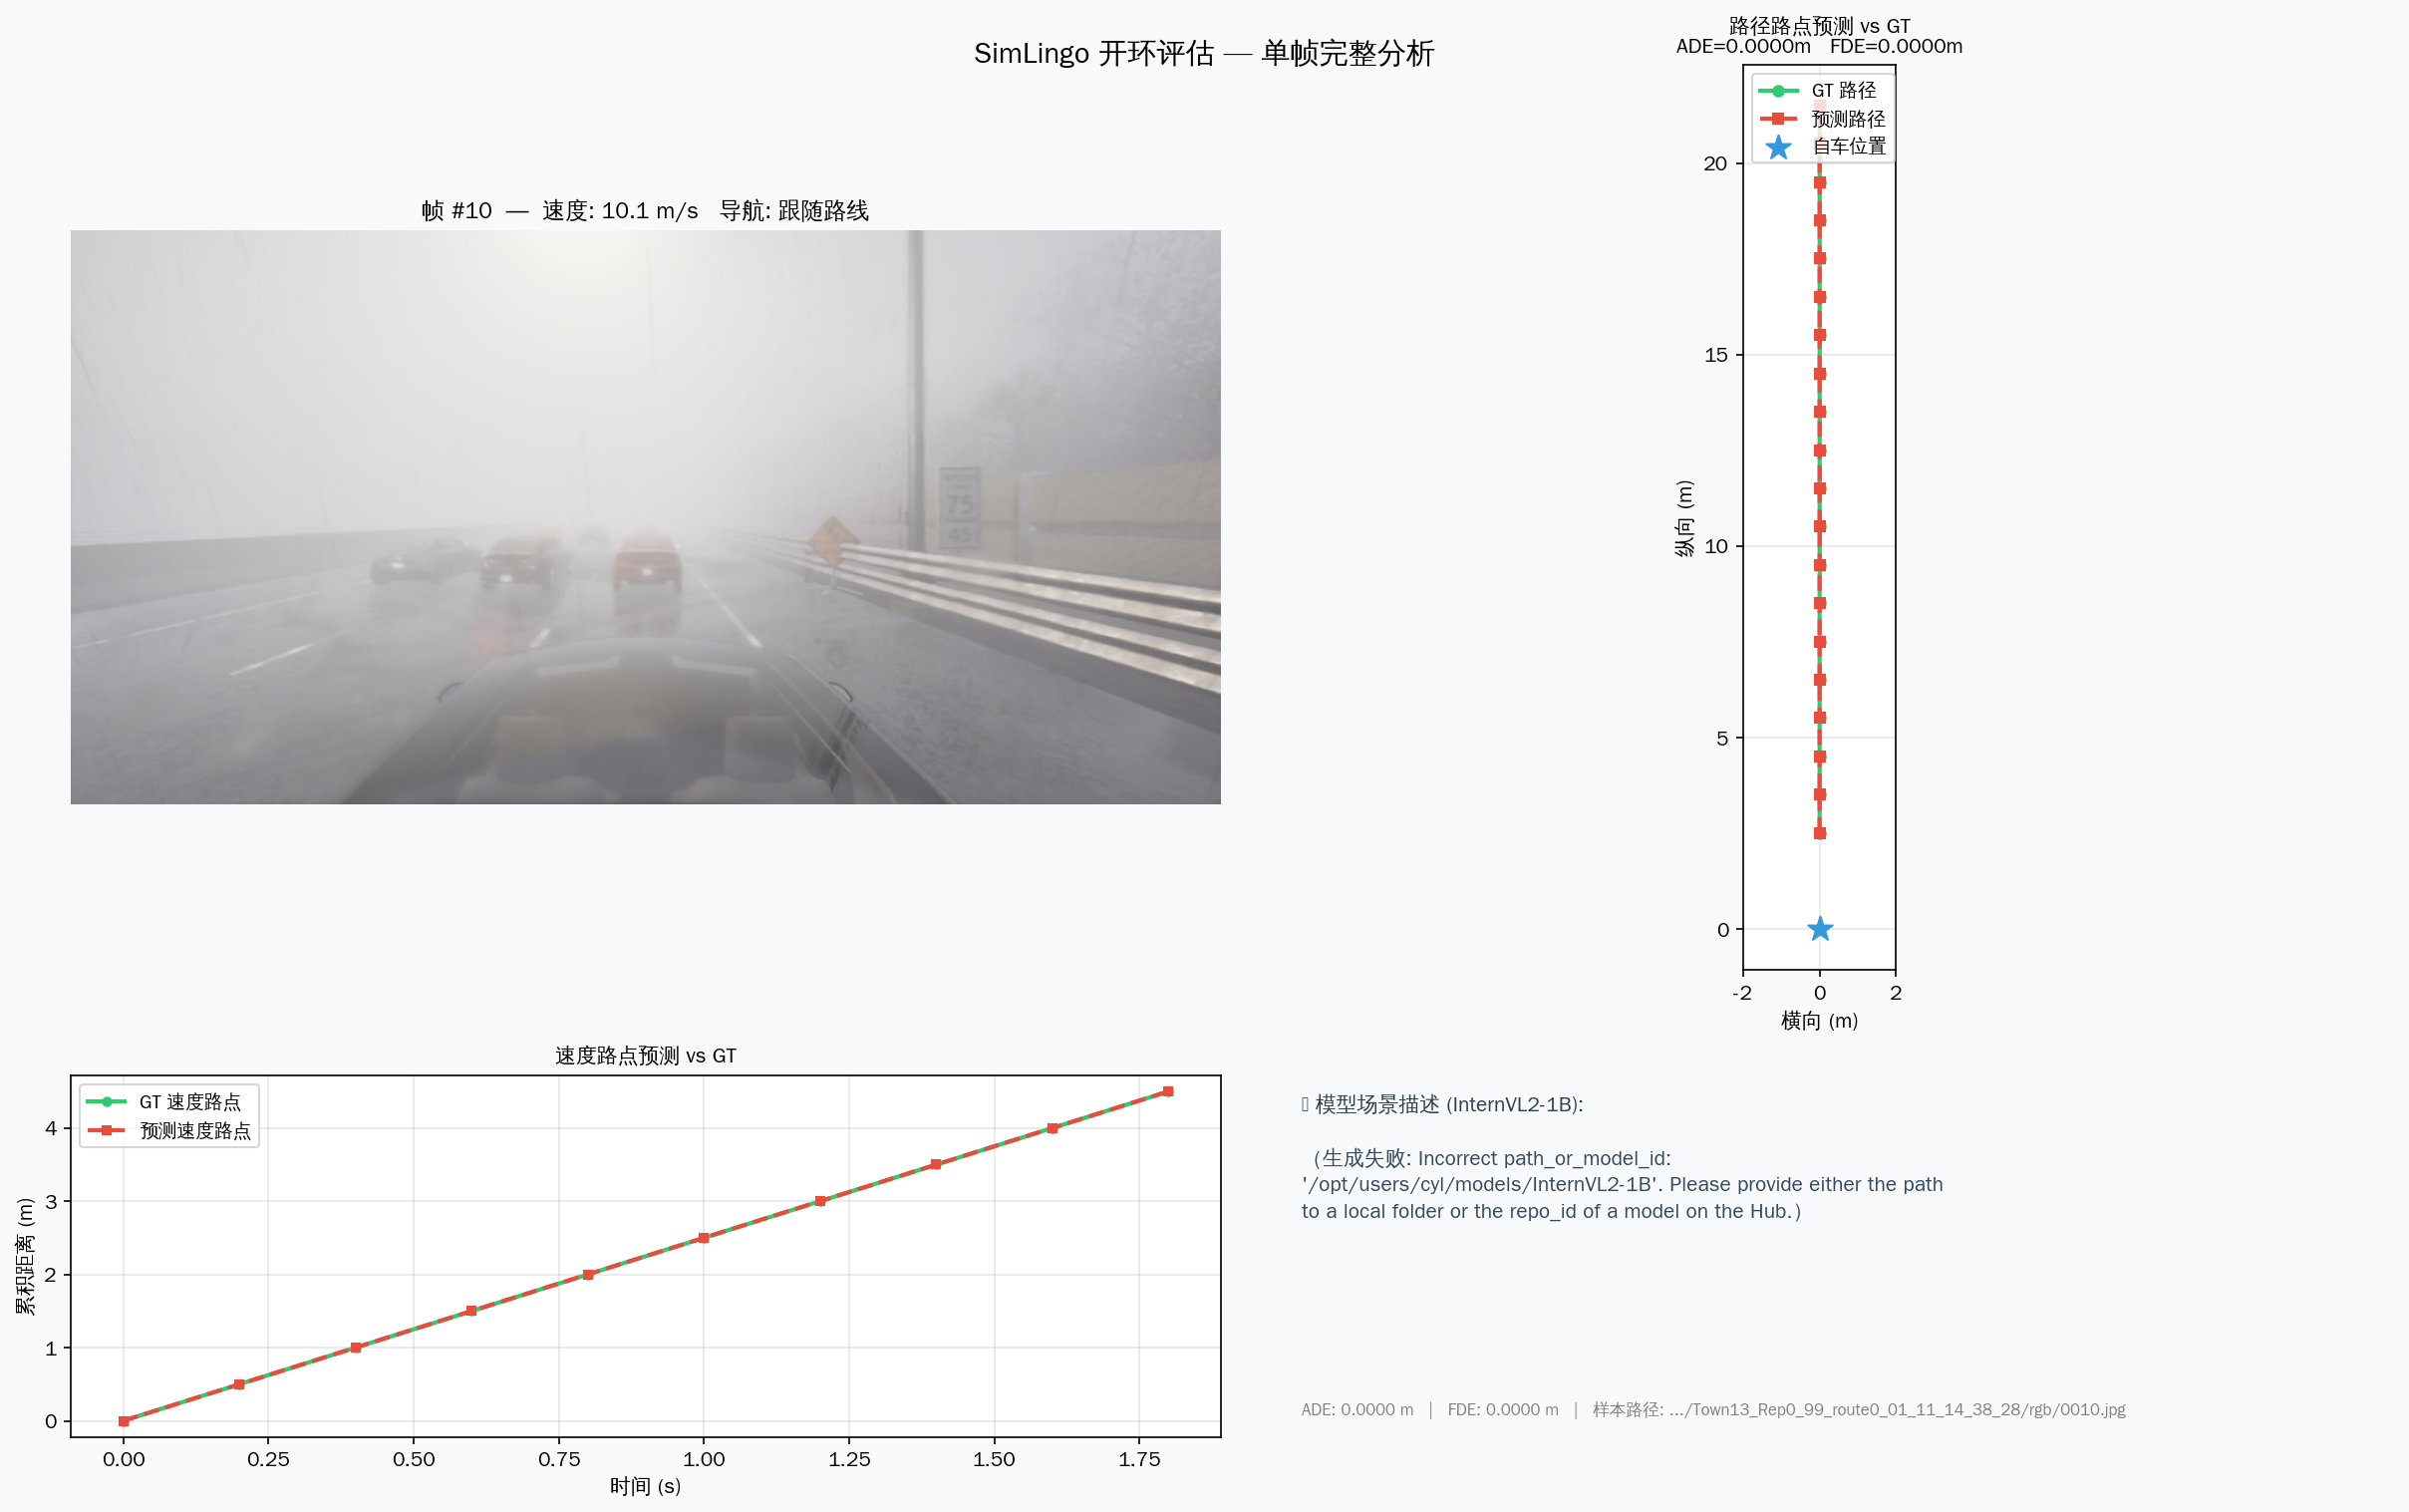 SimLingo 开环评估 — 单帧完整分析
帧 #10 — 速度: 10.1 m/s 导航: 跟随路线
75
45
路径路点预测 vs GT
ADE=0.0000m FDE=0.0000m
GT 路径
预测路径
自车位置
20
15
10
5
0
纵向 (m)
-2 0 2
横向 (m)
速度路点预测 vs GT
GT 速度路点
预测速度路点
4
3
2
1
0
累积距离 (m)
0.00 0.25 0.50 0.75 1.00 1.25 1.50 1.75
时间 (s)
模型场景描述 (InternVL2-1B):
（生成失败: Incorrect path_or_model_id:
'/opt/users/cyl/models/InternVL2-1B'. Please provide either the path
to a local folder or the repo_id of a model on the Hub.）
ADE: 0.0000 m | FDE: 0.0000 m | 样本路径: .../Town13_Rep0_99_route0_01_11_14_38_28/rgb/0010.jpg